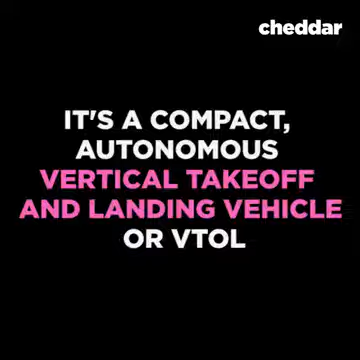 cheddar
IT'S A COMPACT,
AUTONOMOUS
VERTICAL TAKEOFF
AND LANDING VEHICLE
OR VTOL